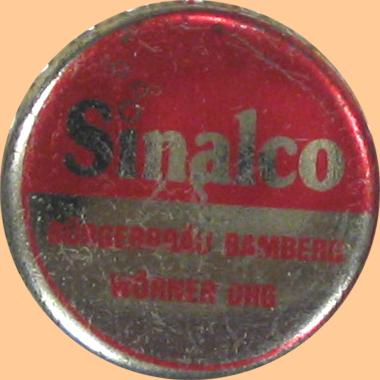 Sinalco
BÜRGERBRÄU BAMBERG
WÖRNER OHG